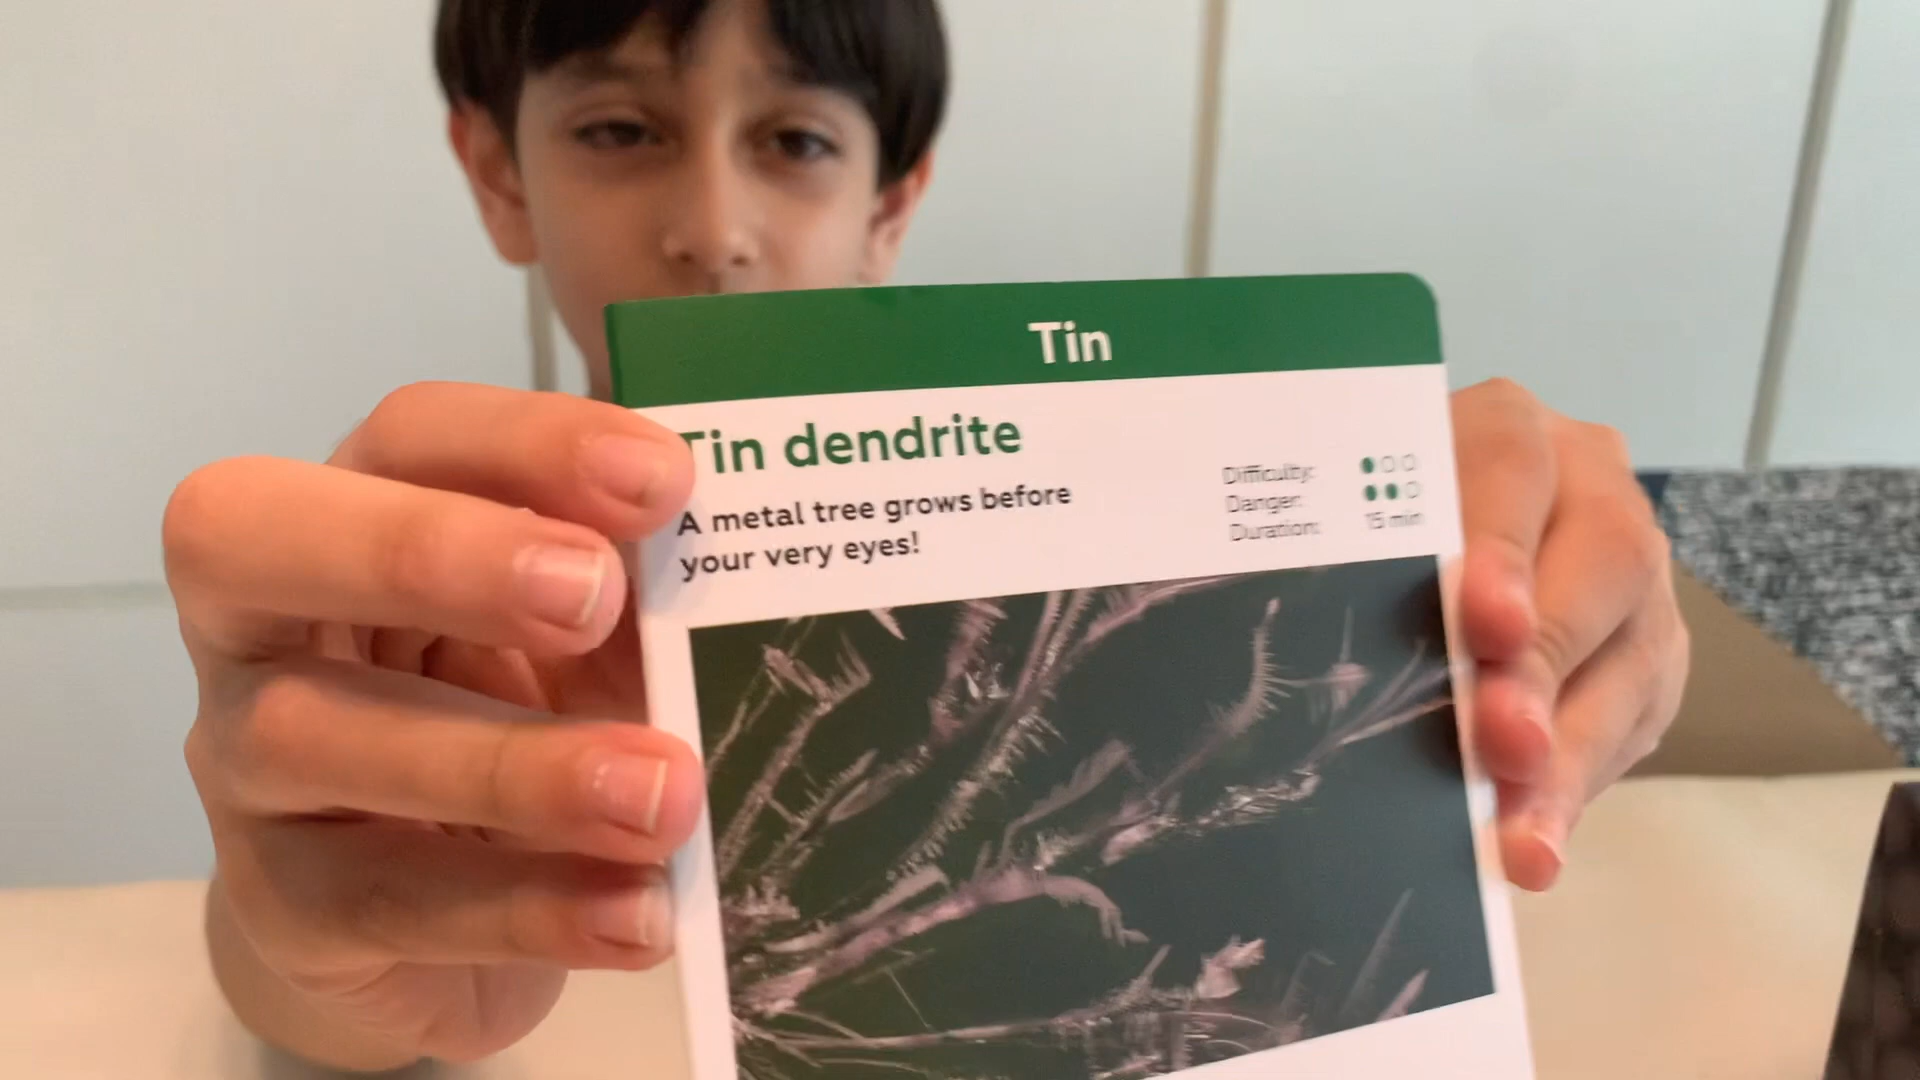 Tin
Tin dendrite
A metal tree grows before
your very eyes!
Difficulty:
Danger:
Duration: 15 min